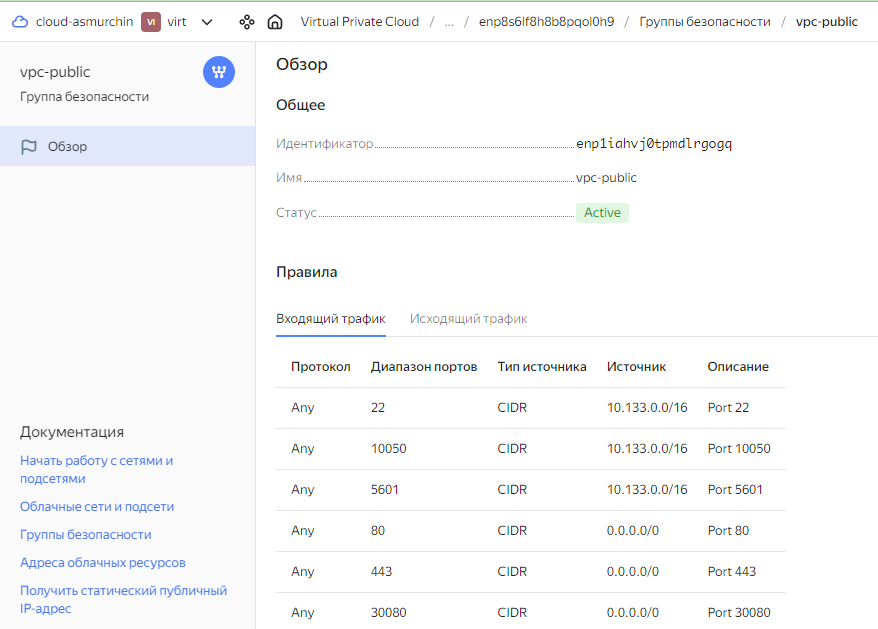 cloud-asmurchin VI virt Virtual Private Cloud / ... / enp8s6lf8h8b8pqol0h9 / Группы безопасности / vpc-public
vpc-public
Группа безопасности
Обзор
Документация
Начать работу с сетями и
подсетями
Облачные сети и подсети
Группы безопасности
Адреса облачных ресурсов
Получить статический публичный
IP-адрес
Обзор
Общее
Идентификатор enp1iahvj0tpmdlrgogq
Имя vpc-public
Статус Active
Правила
Входящий трафик Исходящий трафик
Протокол Диапазон портов Тип источника Источник Описание
Any 22 CIDR 10.133.0.0/16 Port 22
Any 10050 CIDR 10.133.0.0/16 Port 10050
Any 5601 CIDR 10.133.0.0/16 Port 5601
Any 80 CIDR 0.0.0.0/0 Port 80
Any 443 CIDR 0.0.0.0/0 Port 443
Any 30080 CIDR 0.0.0.0/0 Port 30080